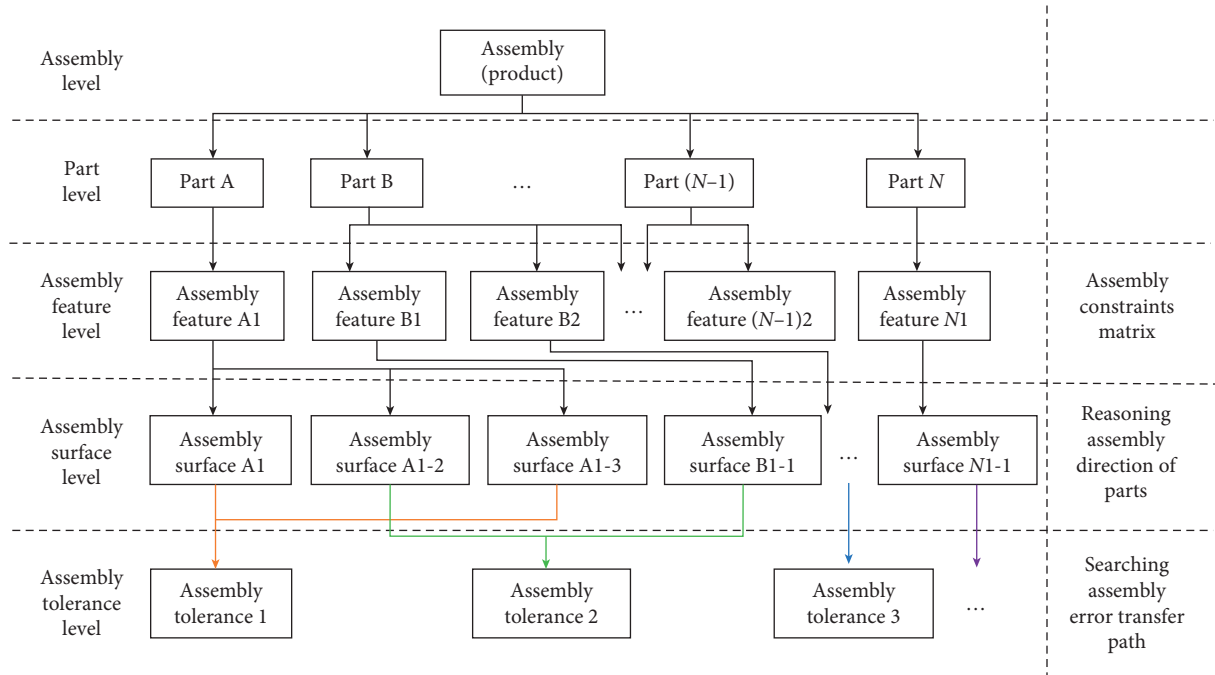 Assembly
level
Assembly
(product)
Part
level
Part A
Part B
...
Part (N–1)
Part N
Assembly
feature
level
Assembly
feature A1
Assembly
feature B1
Assembly
feature B2
...
Assembly
feature (N–1)2
Assembly
feature N1
Assembly
constraints
matrix
Assembly
surface
level
Assembly
surface A1
Assembly
surface A1-2
Assembly
surface A1-3
Assembly
surface B1-1
...
Assembly
surface N1-1
Reasoning
assembly
direction of
parts
Assembly
tolerance
level
Assembly
tolerance 1
Assembly
tolerance 2
Assembly
tolerance 3
...
Searching
assembly
error transfer
path